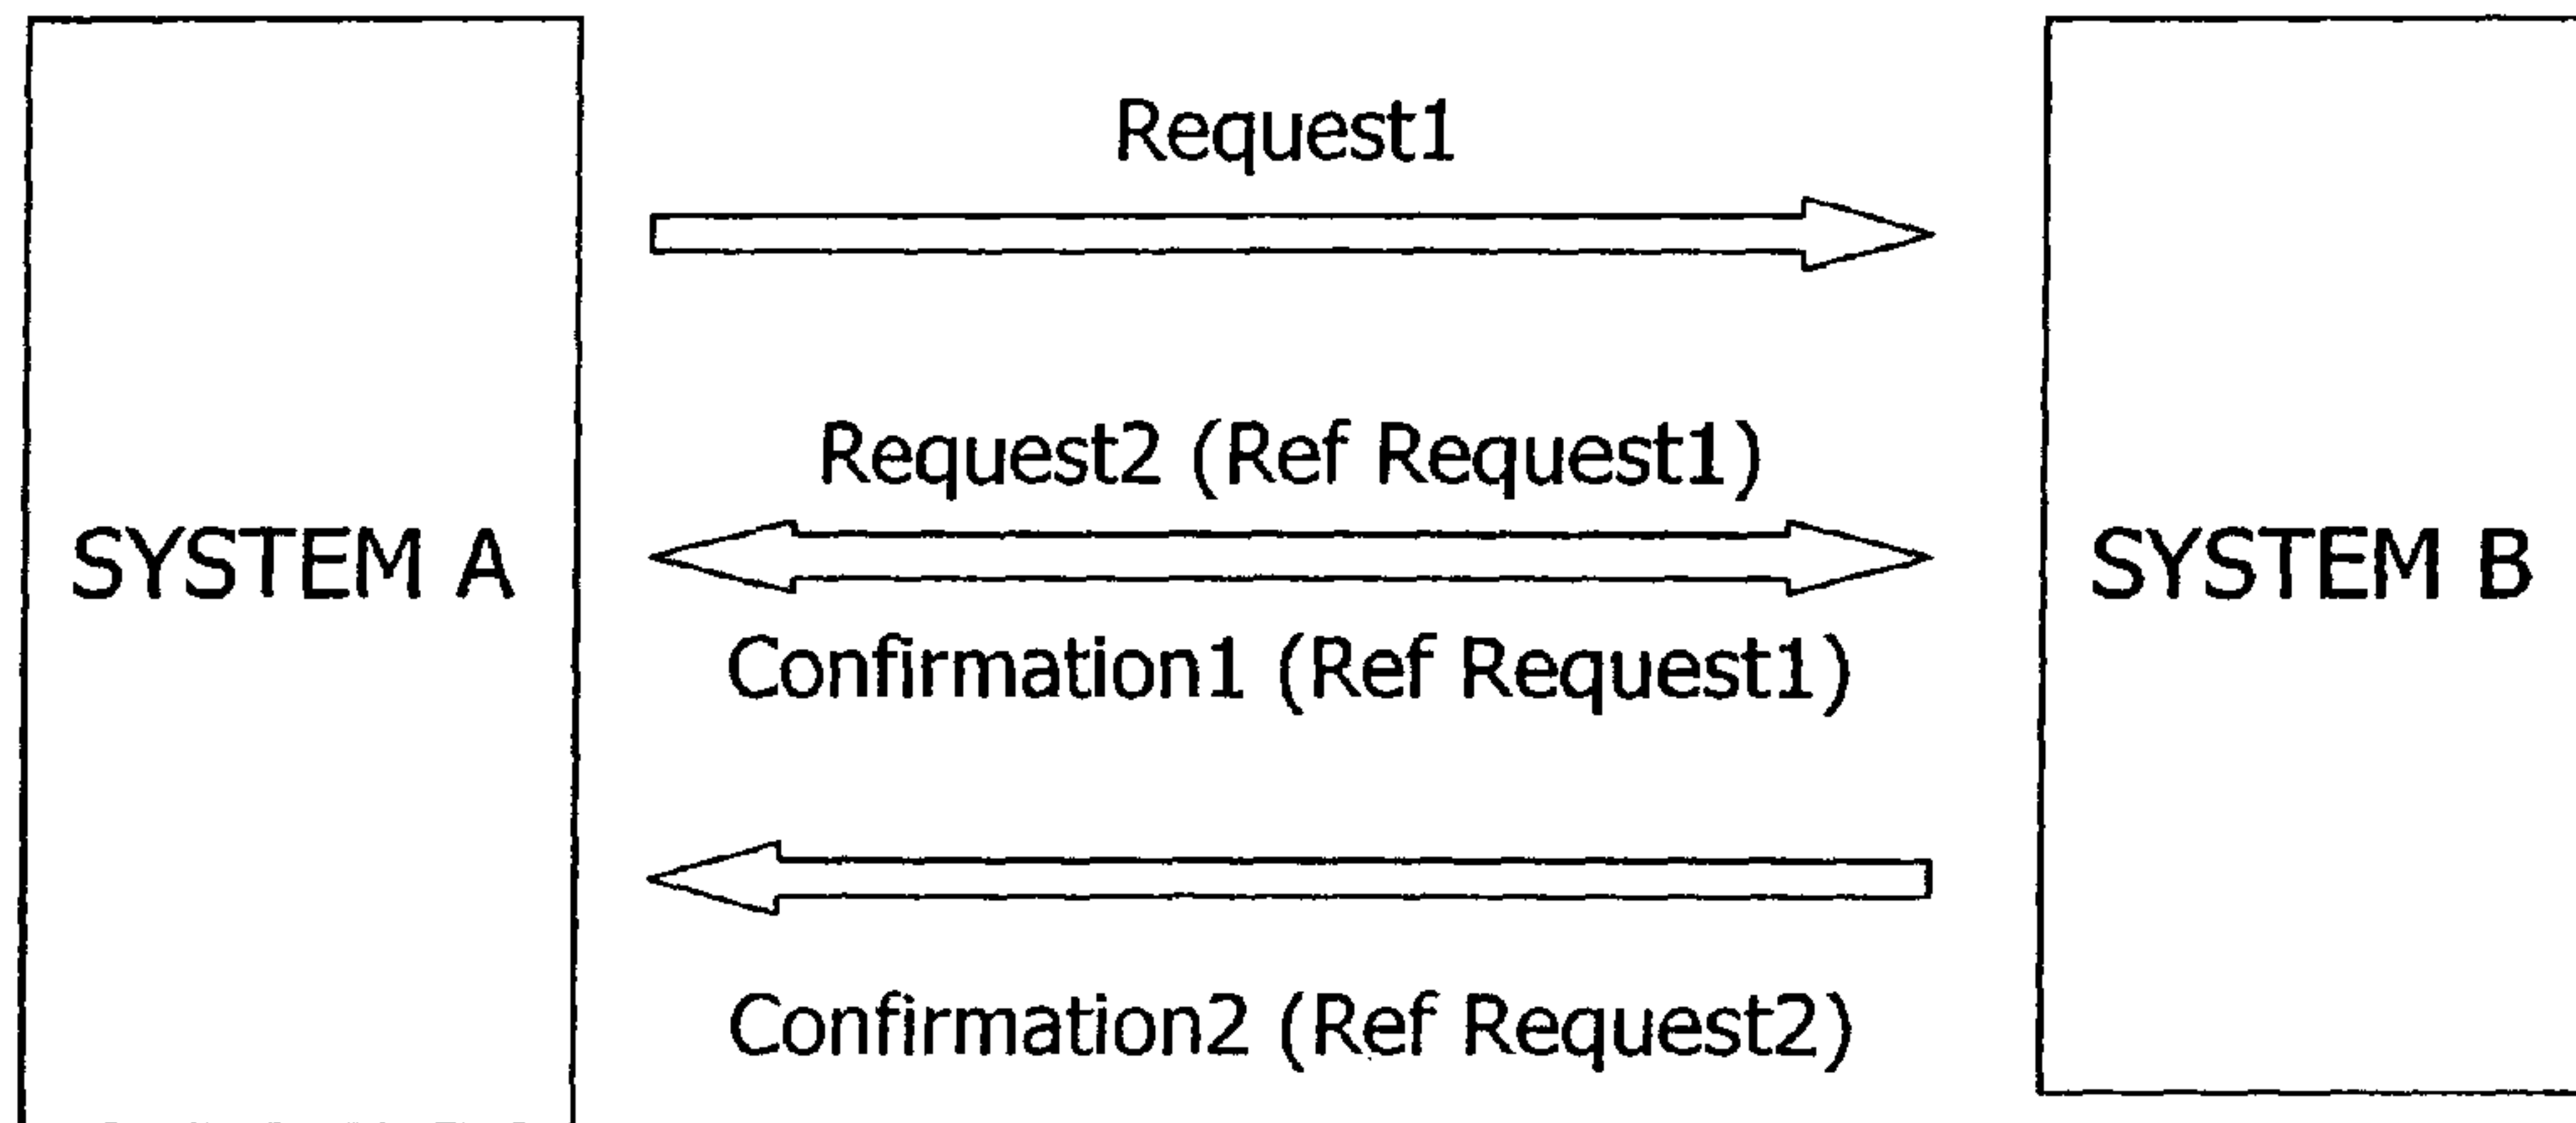 Request1
Request2 (Ref Request1)
SYSTEM A
SYSTEM B
Confirmation1 (Ref Request1)
Confirmation2 (Ref Request2)